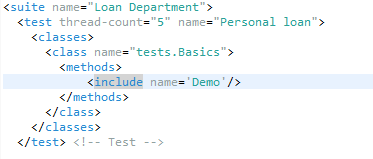 <suite name="Loan Department">
<test thread-count="5" name="Personal loan">
<classes>
<class name="tests.Basics">
<methods>
<include name='Demo'/>
</methods>
</class>
</classes>
</test> <!-- Test -->